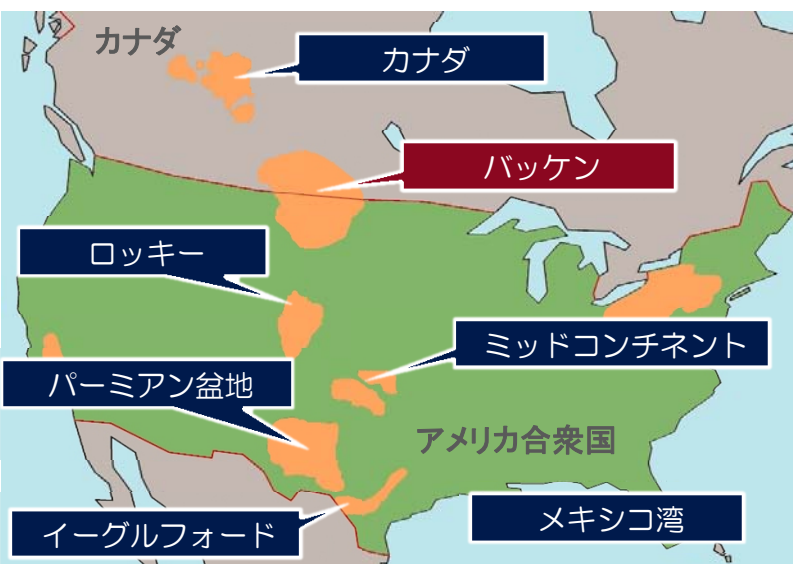 カナダ
カナダ
バッケン
ロッキー
ミッドコンチネント
パーミアン盆地
アメリカ合衆国
メキシコ湾
イーグルフォード